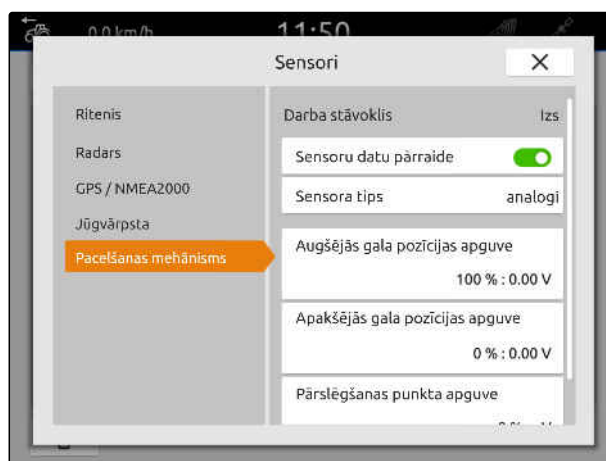 0.0 km/h
11:50
Sensori
Ritenis
Radars
GPS / NMEA2000
Jūgvārpsta
Pacelšanas mehānisms
Darba stāvoklis Izs
Sensoru datu pārraide
Sensora tips analogi
Augšējās gala pozīcijas apguve
100 % : 0.00 V
Apakšējās gala pozīcijas apguve
0 % : 0.00 V
Pārslēgšanas punkta apguve